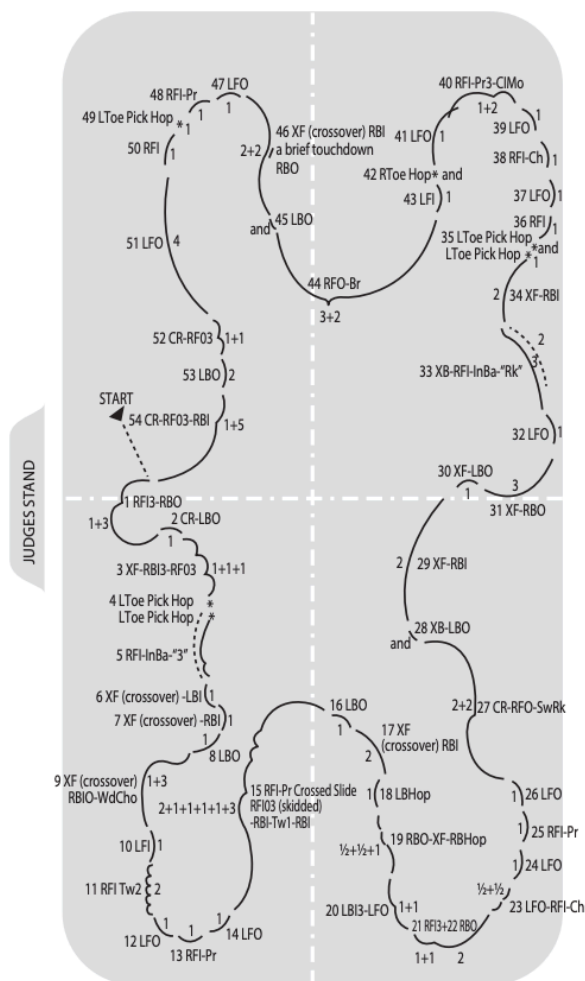 40 RFI-Pr3-ClMo
1+2
47 LFO
1
48 RFI-Pr
1
49 LToe Pick Hop
*
1
50 RFI
1
46 XF (crossover) RBI
a brief touchdown
RBO
2+2
41 LFO
1
39 LFO
1
38 RFI-Ch
1
42 RToe Hop* and
43 LFI
1
37 LFO
1
36 RFI
1
35 LToe Pick Hop
*and
LToe Pick Hop
*
1
45 LBO
and
51 LFO
4
44 RFO-Br
3+2
2
34 XF-RBI
52 CR-RF03
1+1
2
3
33 XB-RFI-InBa-"Rk"
53 LBO
2
START
54 CR-RF03-RBI
1+5
32 LFO
1
JUDGES STAND
30 XF-LBO
1
3
31 XF-RBO
1 RFI3-RBO
1+3
2 CR-LBO
1
3 XF-RBI3-RF03
1+1+1
2
29 XF-RBI
4 LToe Pick Hop
*
LToe Pick Hop
*
28 XB-LBO
and
5 RFI-InBa-"3"
6 XF (crossover) -LBI
1
7 XF (crossover) -RBI
1
1
8 LBO
2+2
27 CR-RFO-SwRk
16 LBO
1
17 XF
(crossover) RBI
2
9 XF (crossover)
RBIO-WdCho
1+3
15 RFI-Pr Crossed Slide
RFI03 (skidded)
-RBI-Tw1-RBI
2+1+1+1+1+3
1
18 LBHop
1
26 LFO
1
25 RFI-Pr
10 LFI
1
½+½+1
19 RBO-XF-RBHop
1
24 LFO
11 RFI Tw2
2
½+½
23 LFO-RFI-Ch
20 LBI3-LFO
1+1
21 RFI3+22 RBO
1+1
2
1
12 LFO
1
13 RFI-Pr
1
14 LFO